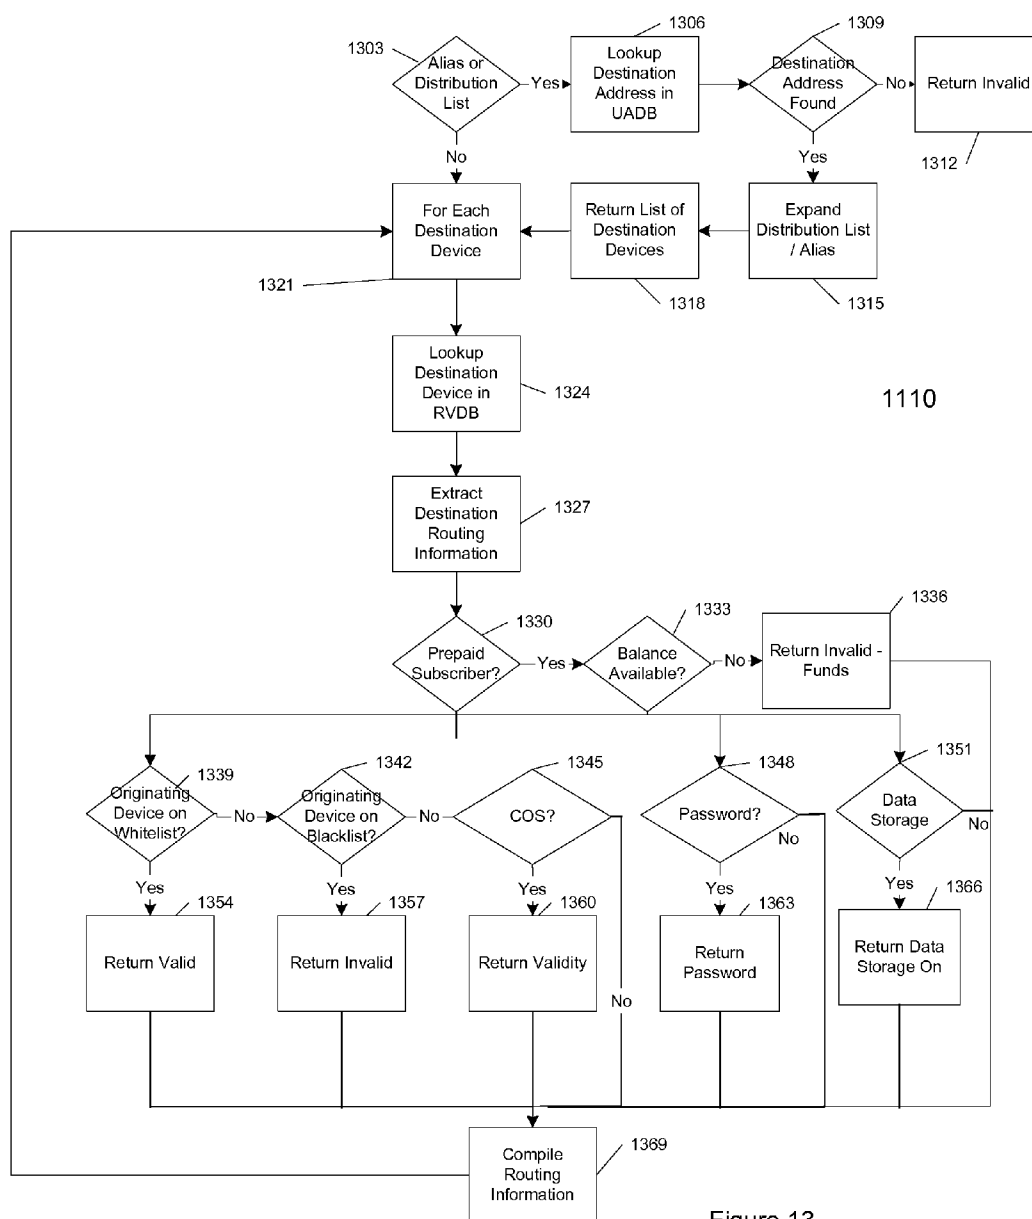 1303
1306
1309
Alias or
Distribution
List
Yes
Lookup
Destination
Address in
UADB
Destination
Address
Found
No
Return Invalid
1312
No
Yes
For Each
Destination
Device
1321
Return List of
Destination
Devices
1318
Expand
Distribution List
/ Alias
1315
Lookup
Destination
Device in
RVDB
1324
1110
Extract
Destination
Routing
Information
1327
1330
1333
1336
Prepaid
Subscriber?
Yes
Balance
Available?
No
Return Invalid -
Funds
1339
1342
1345
1348
1351
Originating
Device on
Whitelist?
No
Originating
Device on
Blacklist?
No
COS?
Password?
No
Data
Storage
No
Yes
Yes
Yes
Yes
Yes
1354
1357
1360
1363
1366
Return Valid
Return Invalid
Return Validity
No
Return
Password
Return Data
Storage On
Compile
Routing
Information
1369
Figure 13